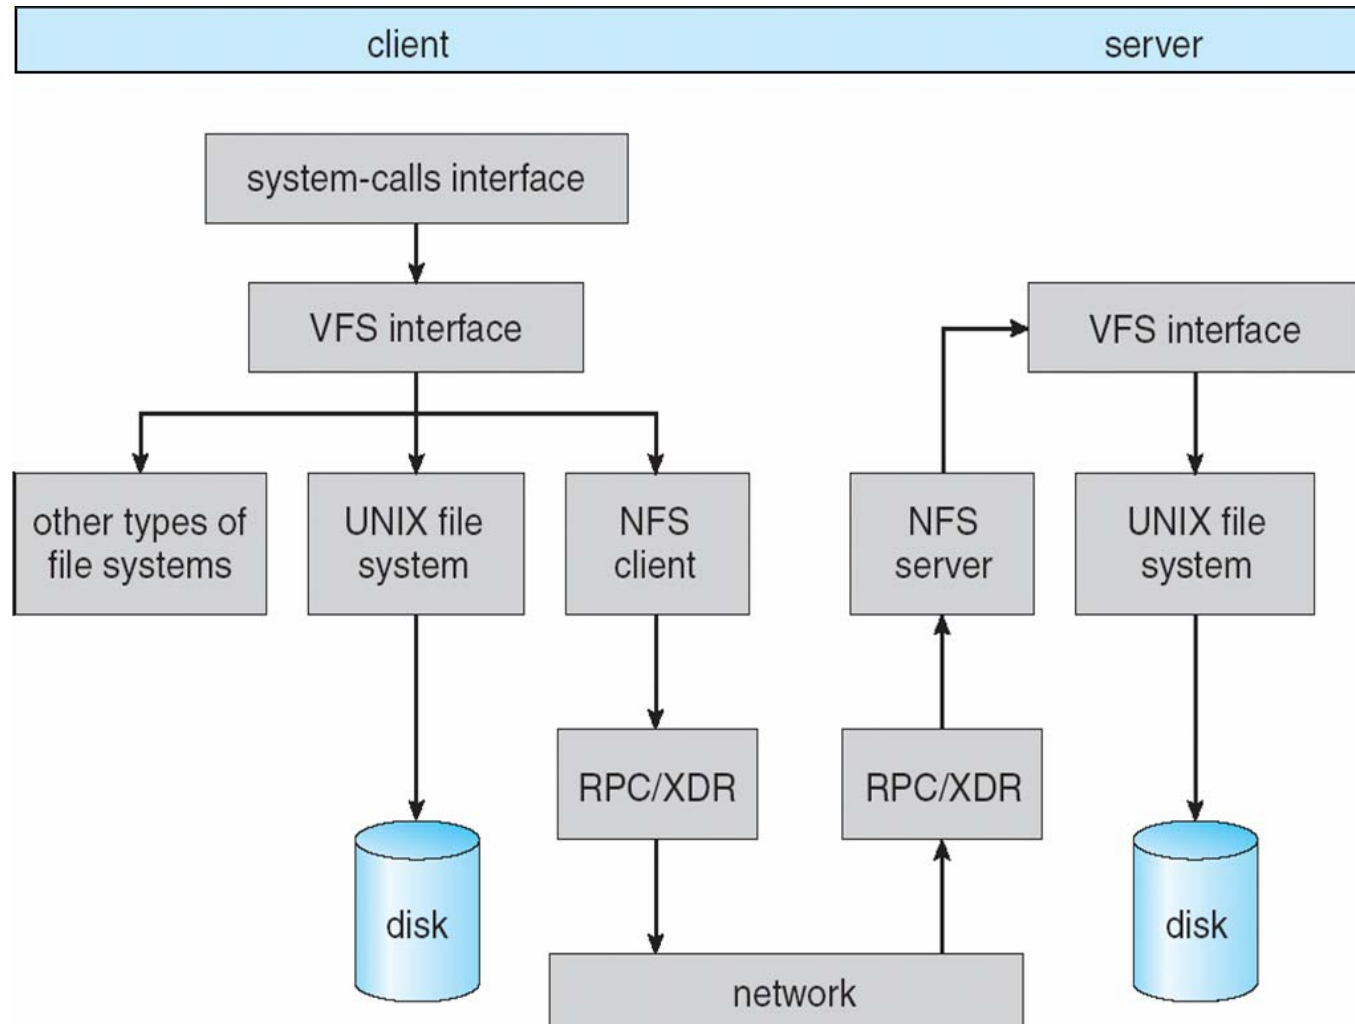 client
server
system-calls interface
VFS interface
VFS interface
other types of
file systems
UNIX file
system
NFS
client
NFS
server
UNIX file
system
RPC/XDR
RPC/XDR
disk
disk
network